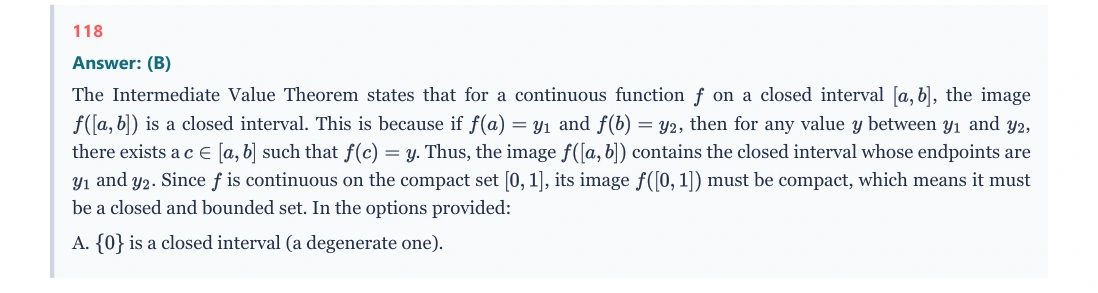 118
Answer: (B)
The Intermediate Value Theorem states that for a continuous function f on a closed interval [a, b], the image
f([a, b]) is a closed interval. This is because if f(a) = y₁ and f(b) = y₂, then for any value y between y₁ and y₂,
there exists a c ∈ [a, b] such that f(c) = y. Thus, the image f([a, b]) contains the closed interval whose endpoints are
y₁ and y₂. Since f is continuous on the compact set [0, 1], its image f([0, 1]) must be compact, which means it must
be a closed and bounded set. In the options provided:
A. {0} is a closed interval (a degenerate one).